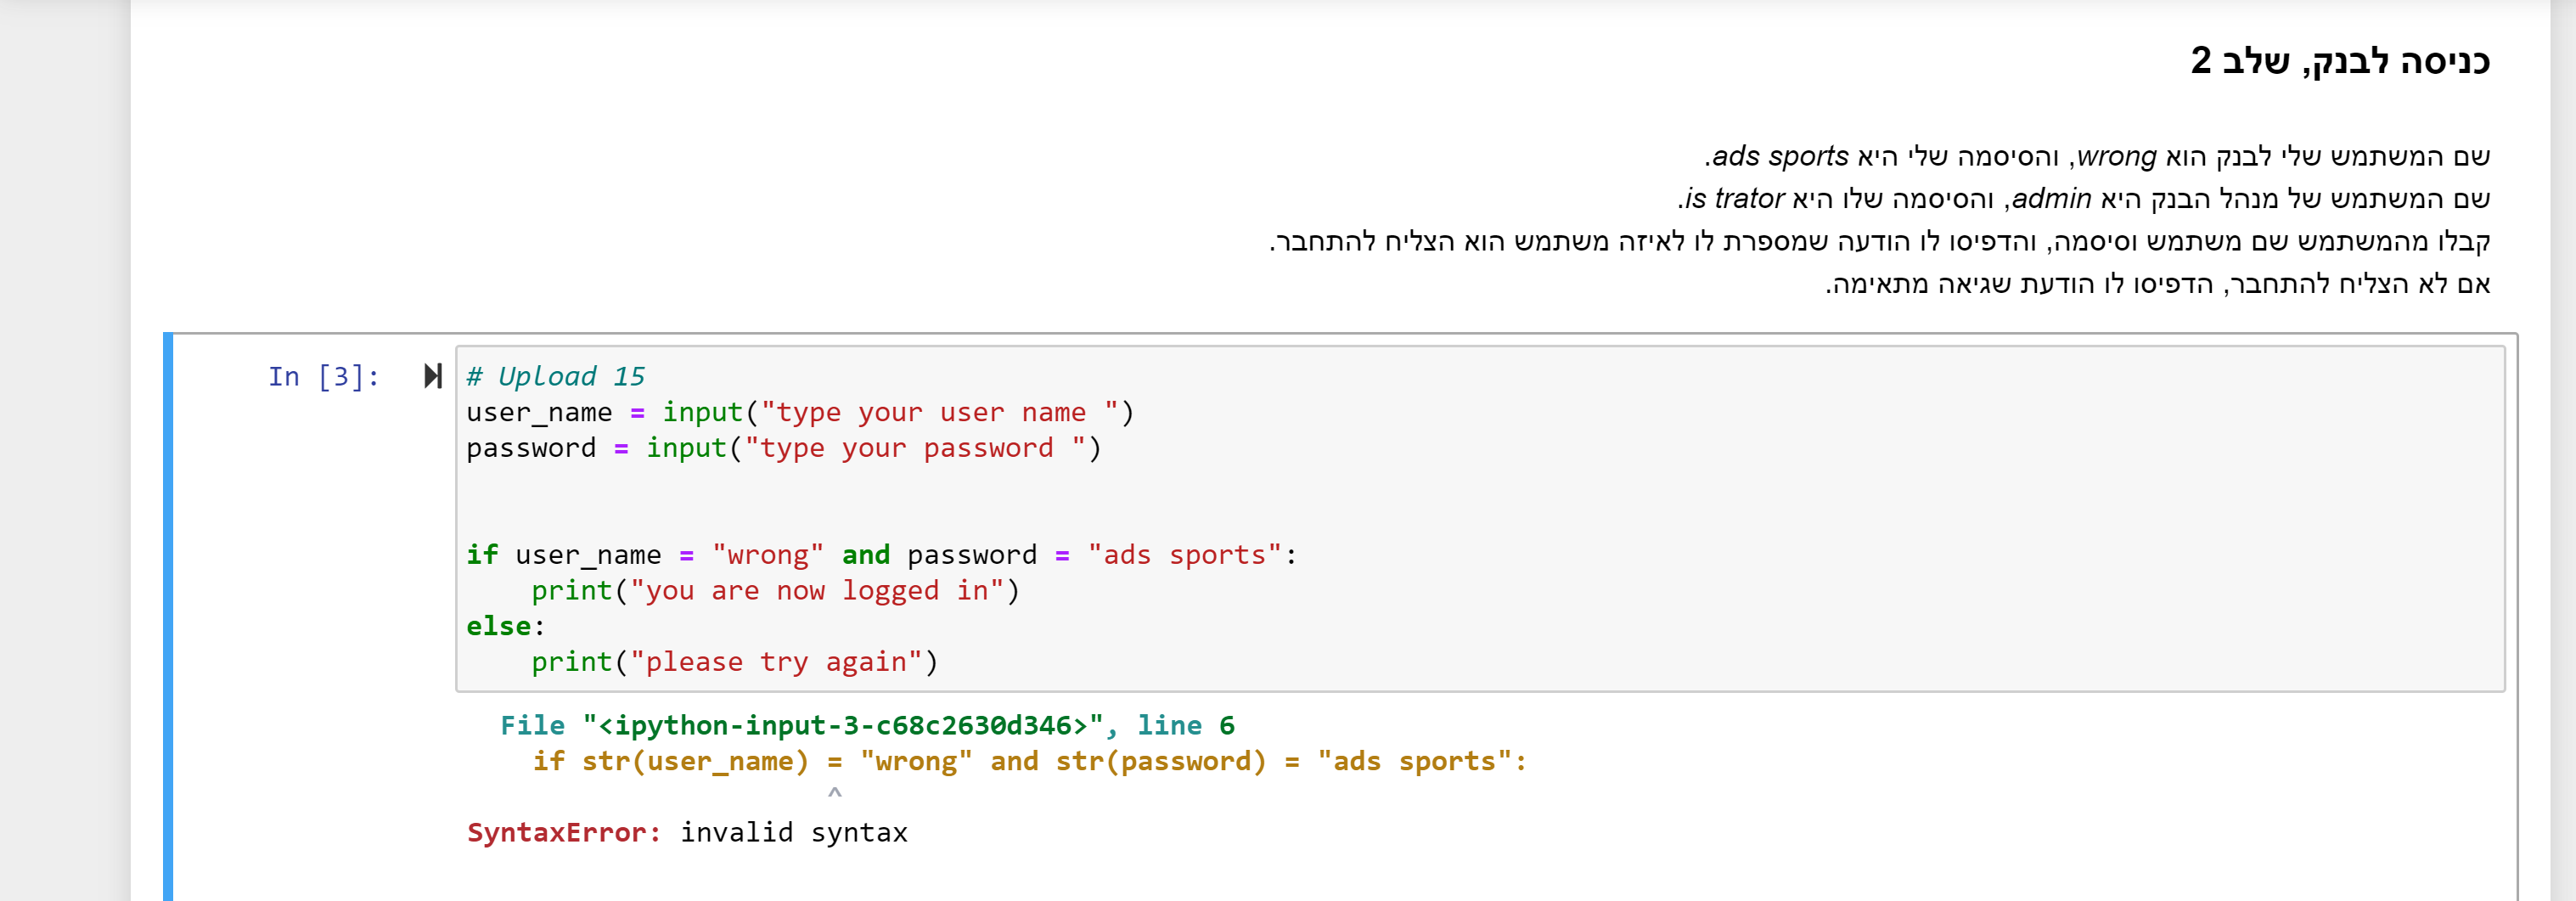 כניסה לבנק, שלב 2
שם המשתמש שלי לבנק הוא wrong, והסיסמה שלי היא ads sports.
שם המשתמש של מנהל הבנק היא admin, והסיסמה שלו היא is trator.
קבלו מהמשתמש שם משתמש וסיסמה, והדפיסו לו הודעה שמספרת לו לאיזה משתמש הוא הצליח להתחבר.
אם לא הצליח להתחבר, הדפיסו לו הודעת שגיאה מתאימה.
In [3]:
# Upload 15
user_name = input("type your user name ")
password = input("type your password ")
if user_name = "wrong" and password = "ads sports":
    print("you are now logged in")
else:
    print("please try again")
File "<ipython-input-3-c68c2630d346>", line 6
    if str(user_name) = "wrong" and str(password) = "ads sports":
^
SyntaxError: invalid syntax